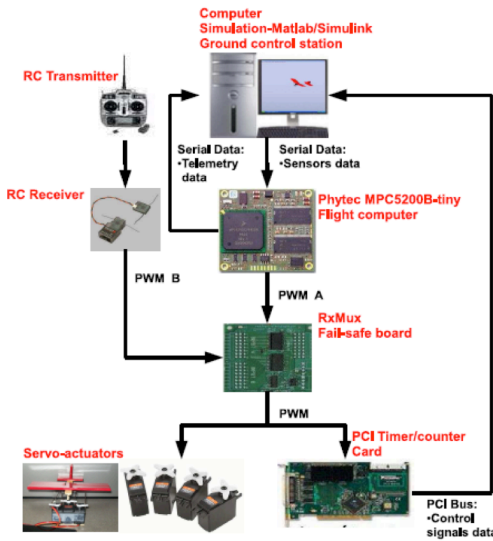 Computer
Simulation-Matlab/Simulink
Ground control station
RC Transmitter
Serial Data:
•Telemetry
data
Serial Data:
•Sensors data
RC Receiver
Phytec MPC5200B-tiny
Flight computer
PWM B
PWM A
RxMux
Fail-safe board
PWM
Servo-actuators
PCI Timer/counter
Card
PCI Bus:
•Control
signals data